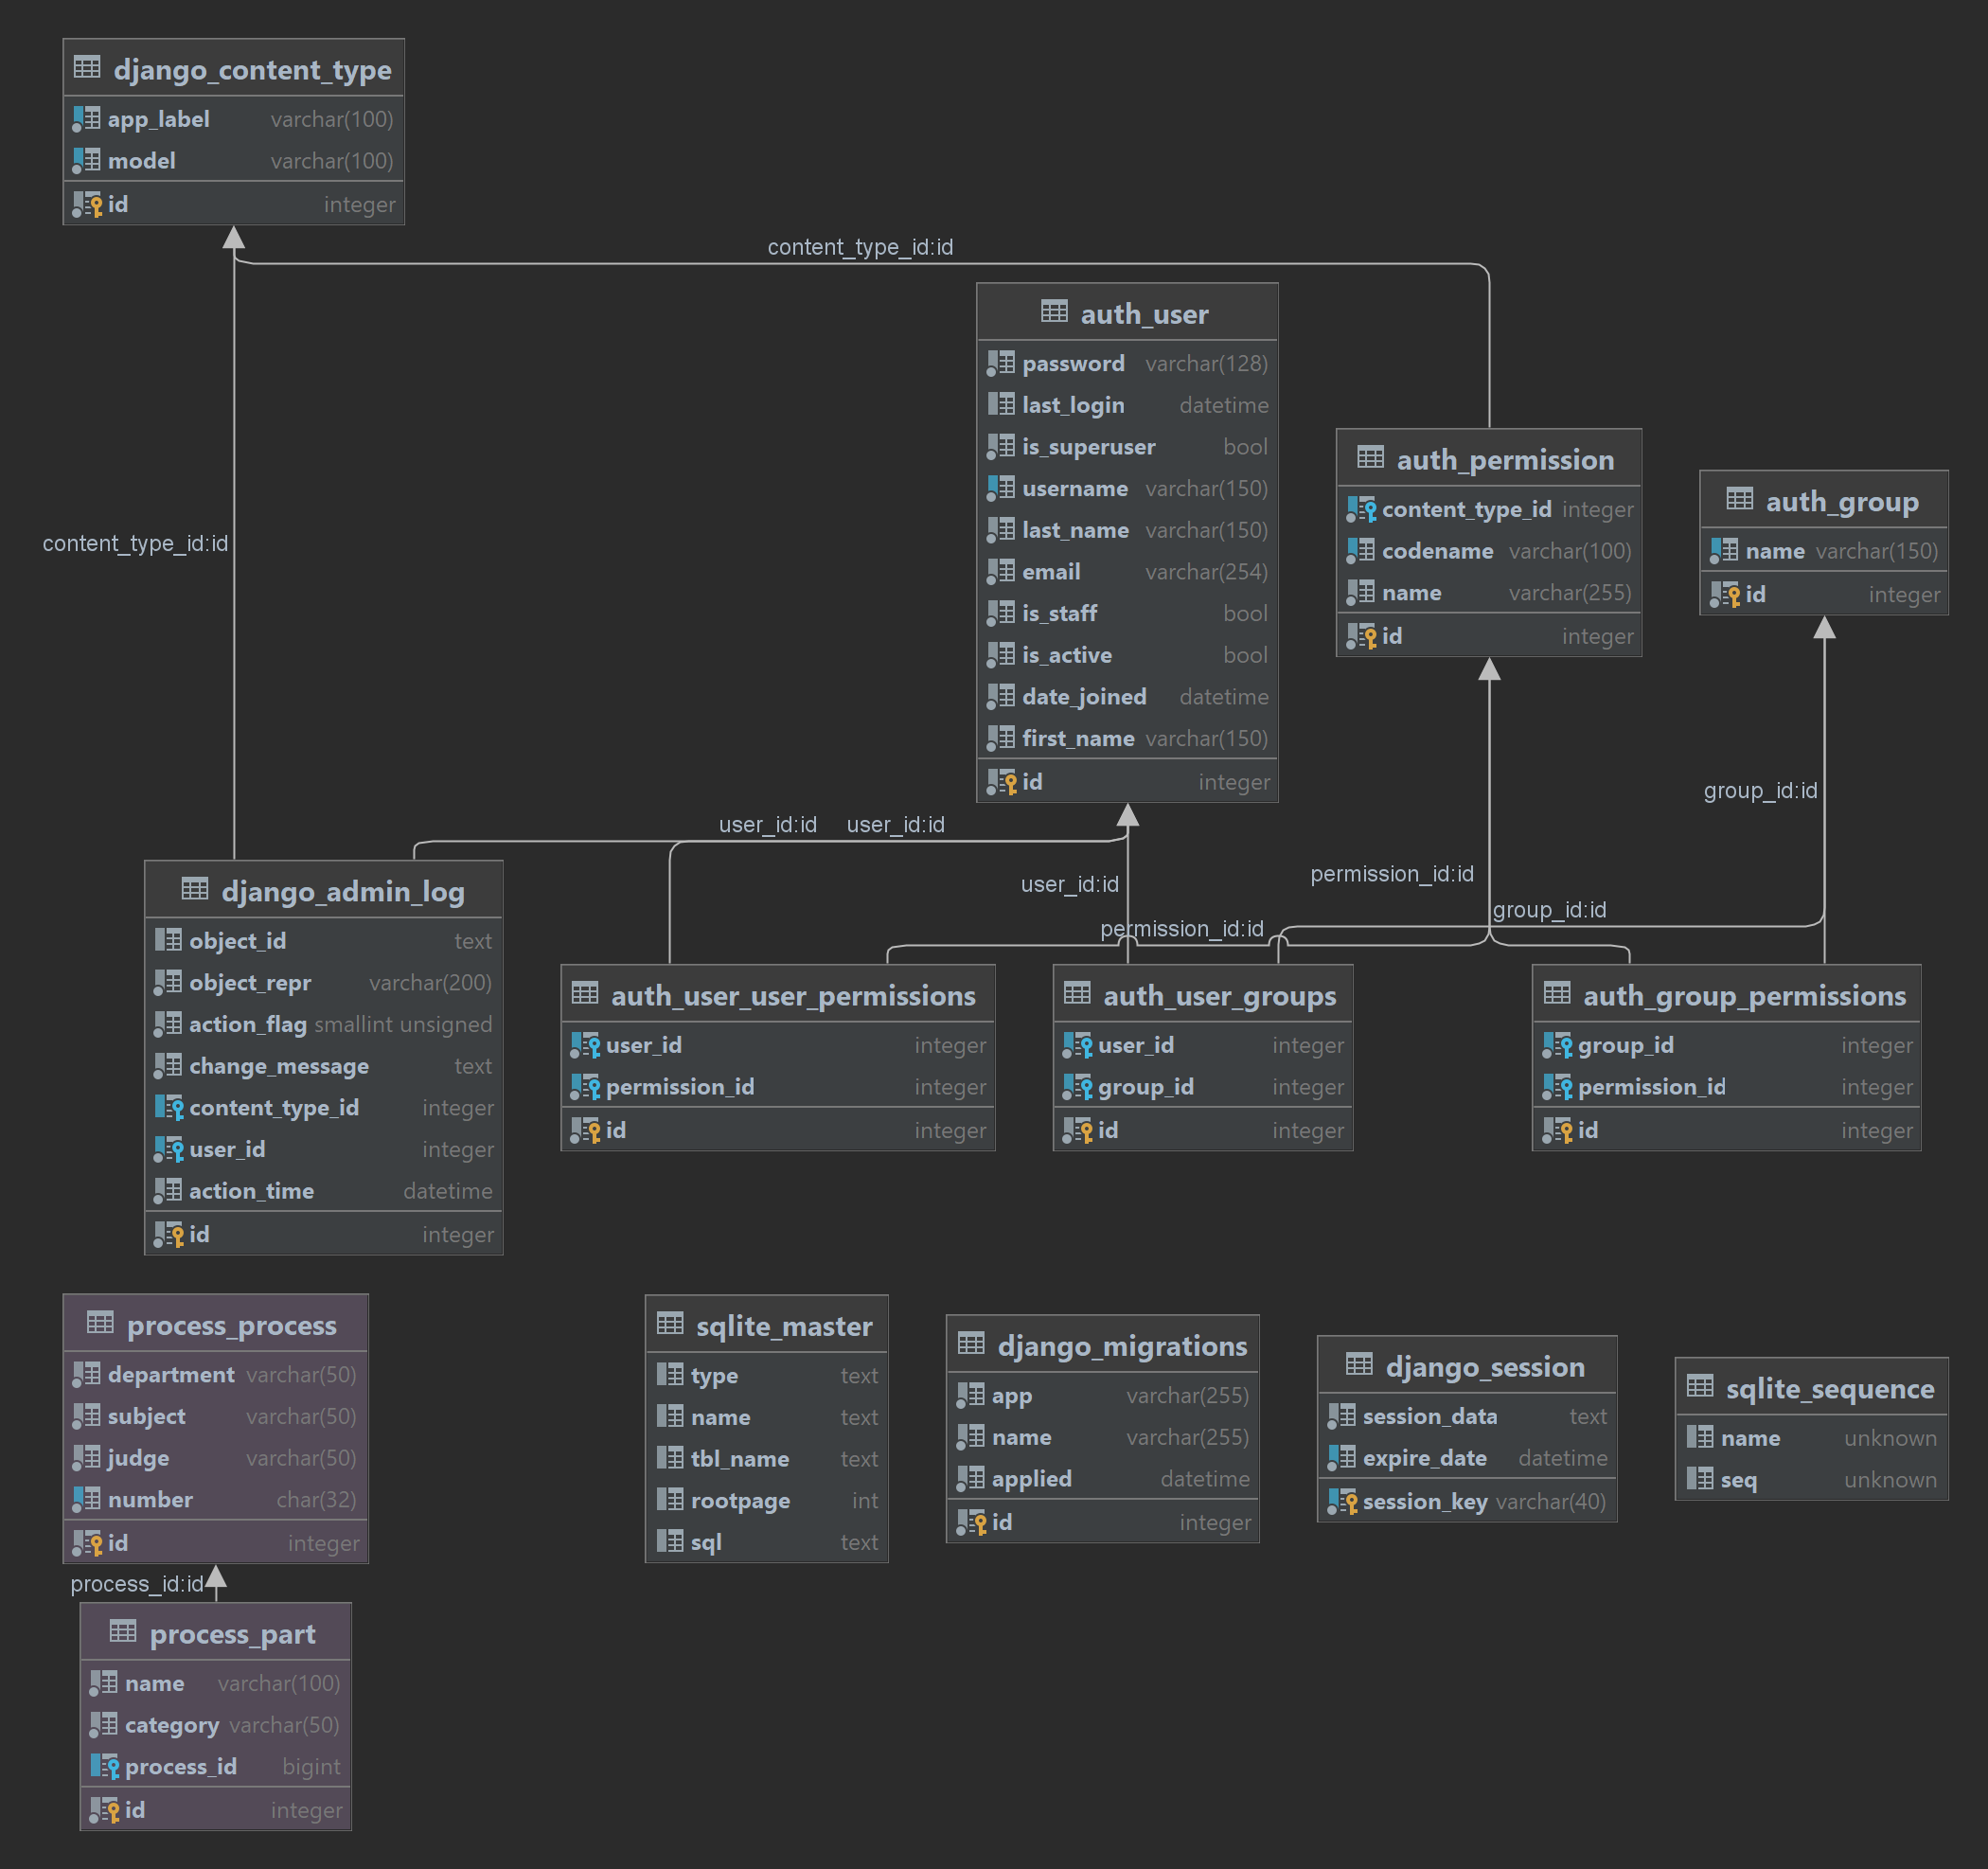 django_content_type
app_label varchar(100)
model varchar(100)
id integer
content_type_id:id
auth_user
password varchar(128)
last_login datetime
is_superuser bool
username varchar(150)
last_name varchar(150)
email varchar(254)
is_staff bool
is_active bool
date_joined datetime
first_name varchar(150)
id integer
auth_permission
content_type_id integer
codename varchar(100)
name varchar(255)
id integer
auth_group
name varchar(150)
id integer
content_type_id:id
group_id:id
user_id:id user_id:id
user_id:id
permission_id:id
group_id:id
permission_id:id
django_admin_log
object_id text
object_repr varchar(200)
action_flag smallint unsigned
change_message text
content_type_id integer
user_id integer
action_time datetime
id integer
auth_user_user_permissions
user_id integer
permission_id integer
id integer
auth_user_groups
user_id integer
group_id integer
id integer
auth_group_permissions
group_id integer
permission_id integer
id integer
process_process
department varchar(50)
subject varchar(50)
judge varchar(50)
number char(32)
id integer
process_id:id
process_part
name varchar(100)
category varchar(50)
process_id bigint
id integer
sqlite_master
type text
name text
tbl_name text
rootpage int
sql text
django_migrations
app varchar(255)
name varchar(255)
applied datetime
id integer
django_session
session_data text
expire_date datetime
session_key varchar(40)
sqlite_sequence
name unknown
seq unknown